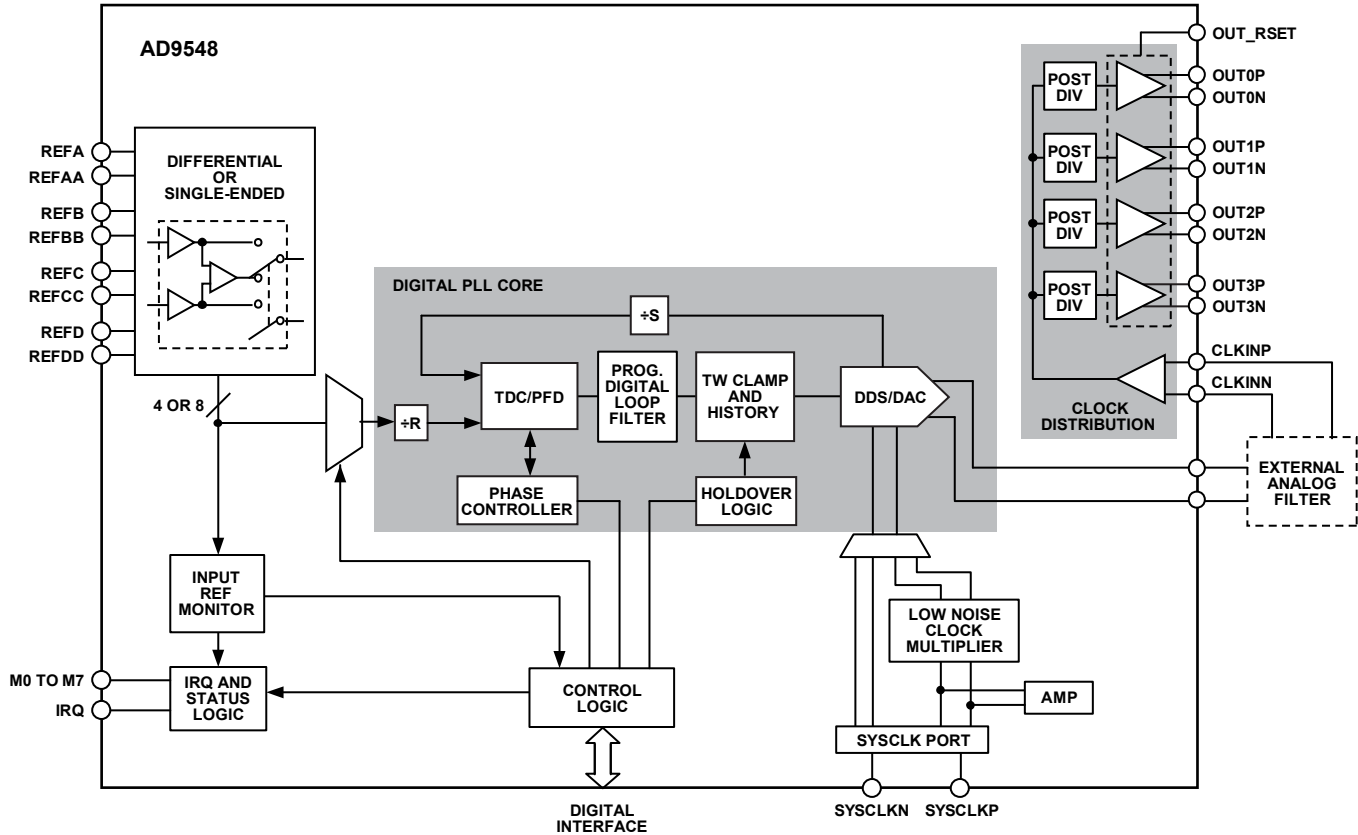 AD9548
OUT_RSET
OUT0P
OUT0N
OUT1P
OUT1N
OUT2P
OUT2N
OUT3P
OUT3N
CLKINP
CLKINN
POST
DIV
POST
DIV
POST
DIV
POST
DIV
CLOCK
DISTRIBUTION
EXTERNAL
ANALOG
FILTER
REFA
REFAA
REFB
REFBB
REFC
REFCC
REFD
REFDD
DIFFERENTIAL
OR
SINGLE-ENDED
4 OR 8
DIGITAL PLL CORE
÷S
÷R
TDC/PFD
PROG.
DIGITAL
LOOP
FILTER
TW CLAMP
AND
HISTORY
DDS/DAC
PHASE
CONTROLLER
HOLDOVER
LOGIC
INPUT
REF
MONITOR
LOW NOISE
CLOCK
MULTIPLIER
M0 TO M7
IRQ
IRQ AND
STATUS
LOGIC
CONTROL
LOGIC
AMP
SYSCLK PORT
DIGITAL
INTERFACE
SYSCLKN
SYSCLKP